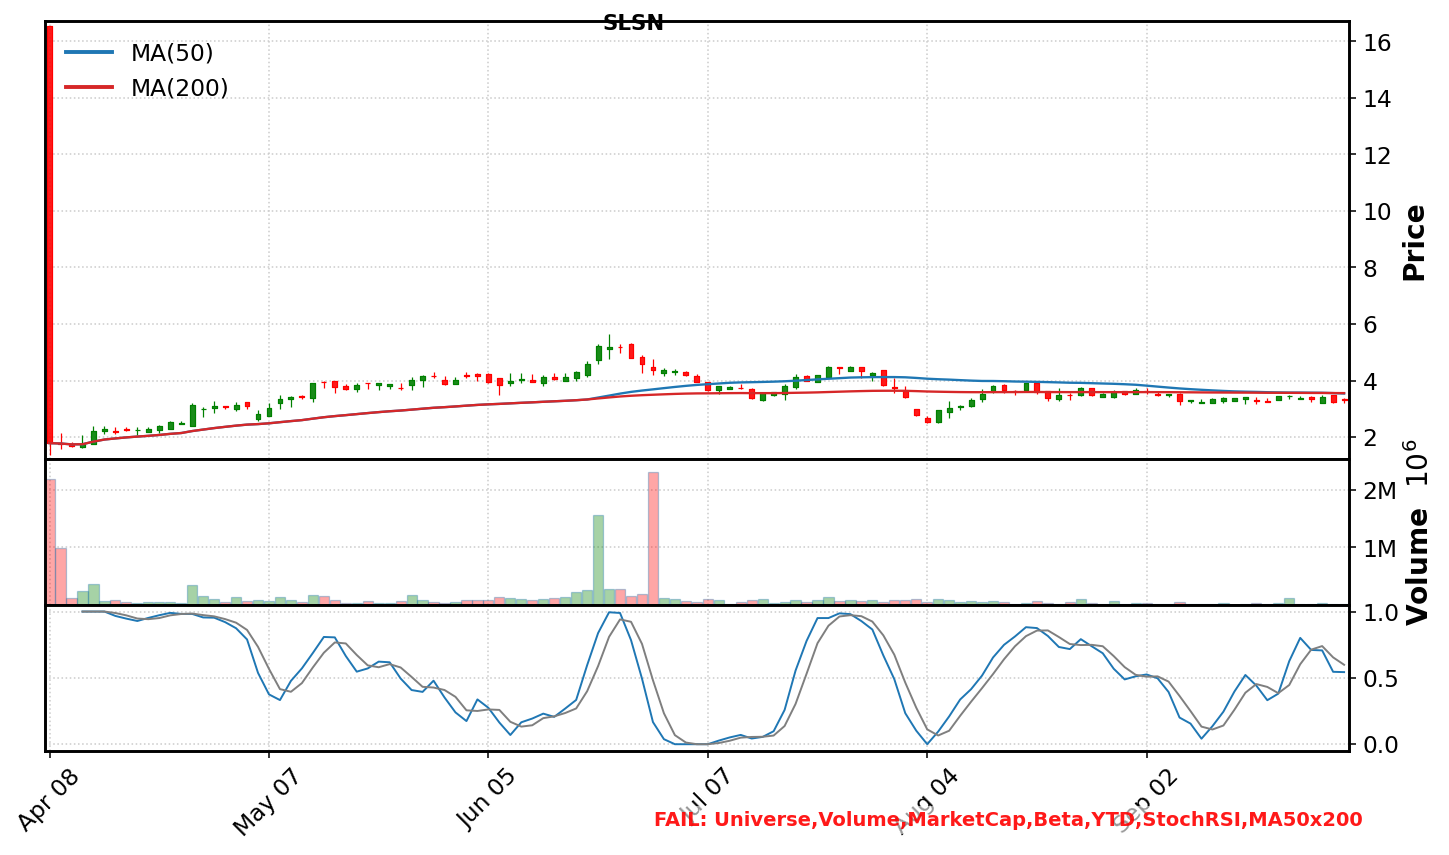 SLSN
MA(50)
MA(200)
16
14
12
10
8
6
4
2
Price
2M
1M
Volume 10⁶
1.0
0.5
0.0
Apr 08
May 07
Jun 05
Jul 07
Aug 04
Sep 02
FAIL: Universe,Volume,MarketCap,Beta,YTD,StochRSI,MA50x200